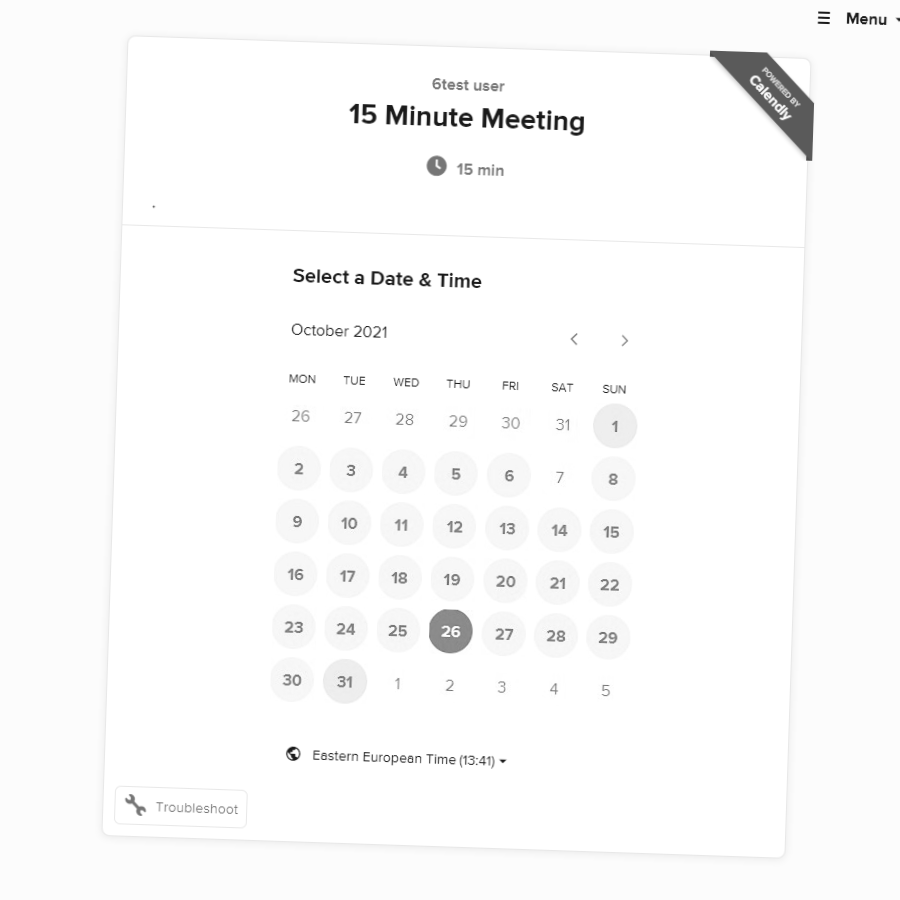 Menu
POWERED BY
Calendly
6test user
15 Minute Meeting
15 min
Select a Date & Time
October 2021
MON TUE WED THU FRI SAT SUN
26 27 28 29 30 31 1
2 3 4 5 6 7 8
9 10 11 12 13 14 15
16 17 18 19 20 21 22
23 24 25 26 27 28 29
30 31 1 2 3 4 5
Eastern European Time (13:41)
Troubleshoot